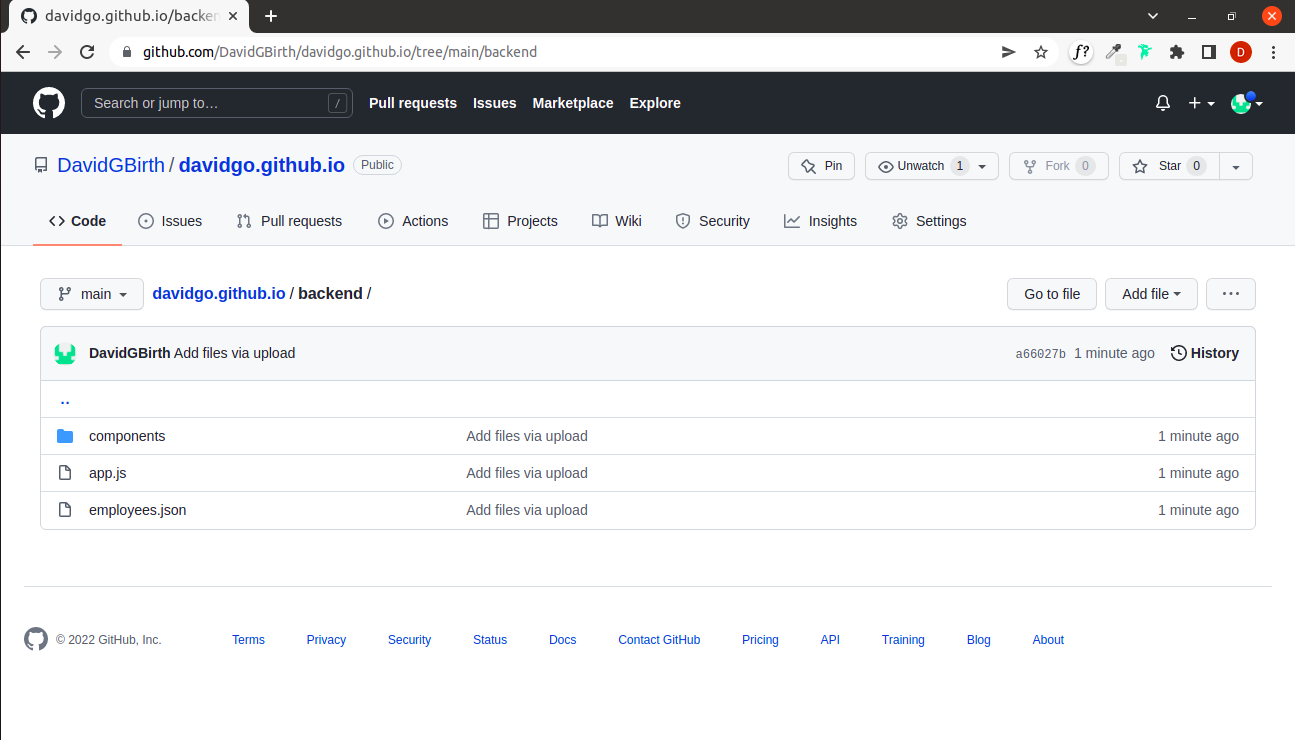 davidgo.github.io/backen
github.com/DavidGBirth/davidgo.github.io/tree/main/backend
f?
D
Search or jump to…
/
Pull requests
Issues
Marketplace
Explore
DavidGBirth / davidgo.github.io
Public
Pin
Unwatch 1
Fork 0
Star 0
Code
Issues
Pull requests
Actions
Projects
Wiki
Security
Insights
Settings
main
davidgo.github.io / backend /
Go to file
Add file
DavidGBirth Add files via upload
a66027b 1 minute ago
History
..
components Add files via upload 1 minute ago
app.js Add files via upload 1 minute ago
employees.json Add files via upload 1 minute ago
© 2022 GitHub, Inc.
Terms
Privacy
Security
Status
Docs
Contact GitHub
Pricing
API
Training
Blog
About